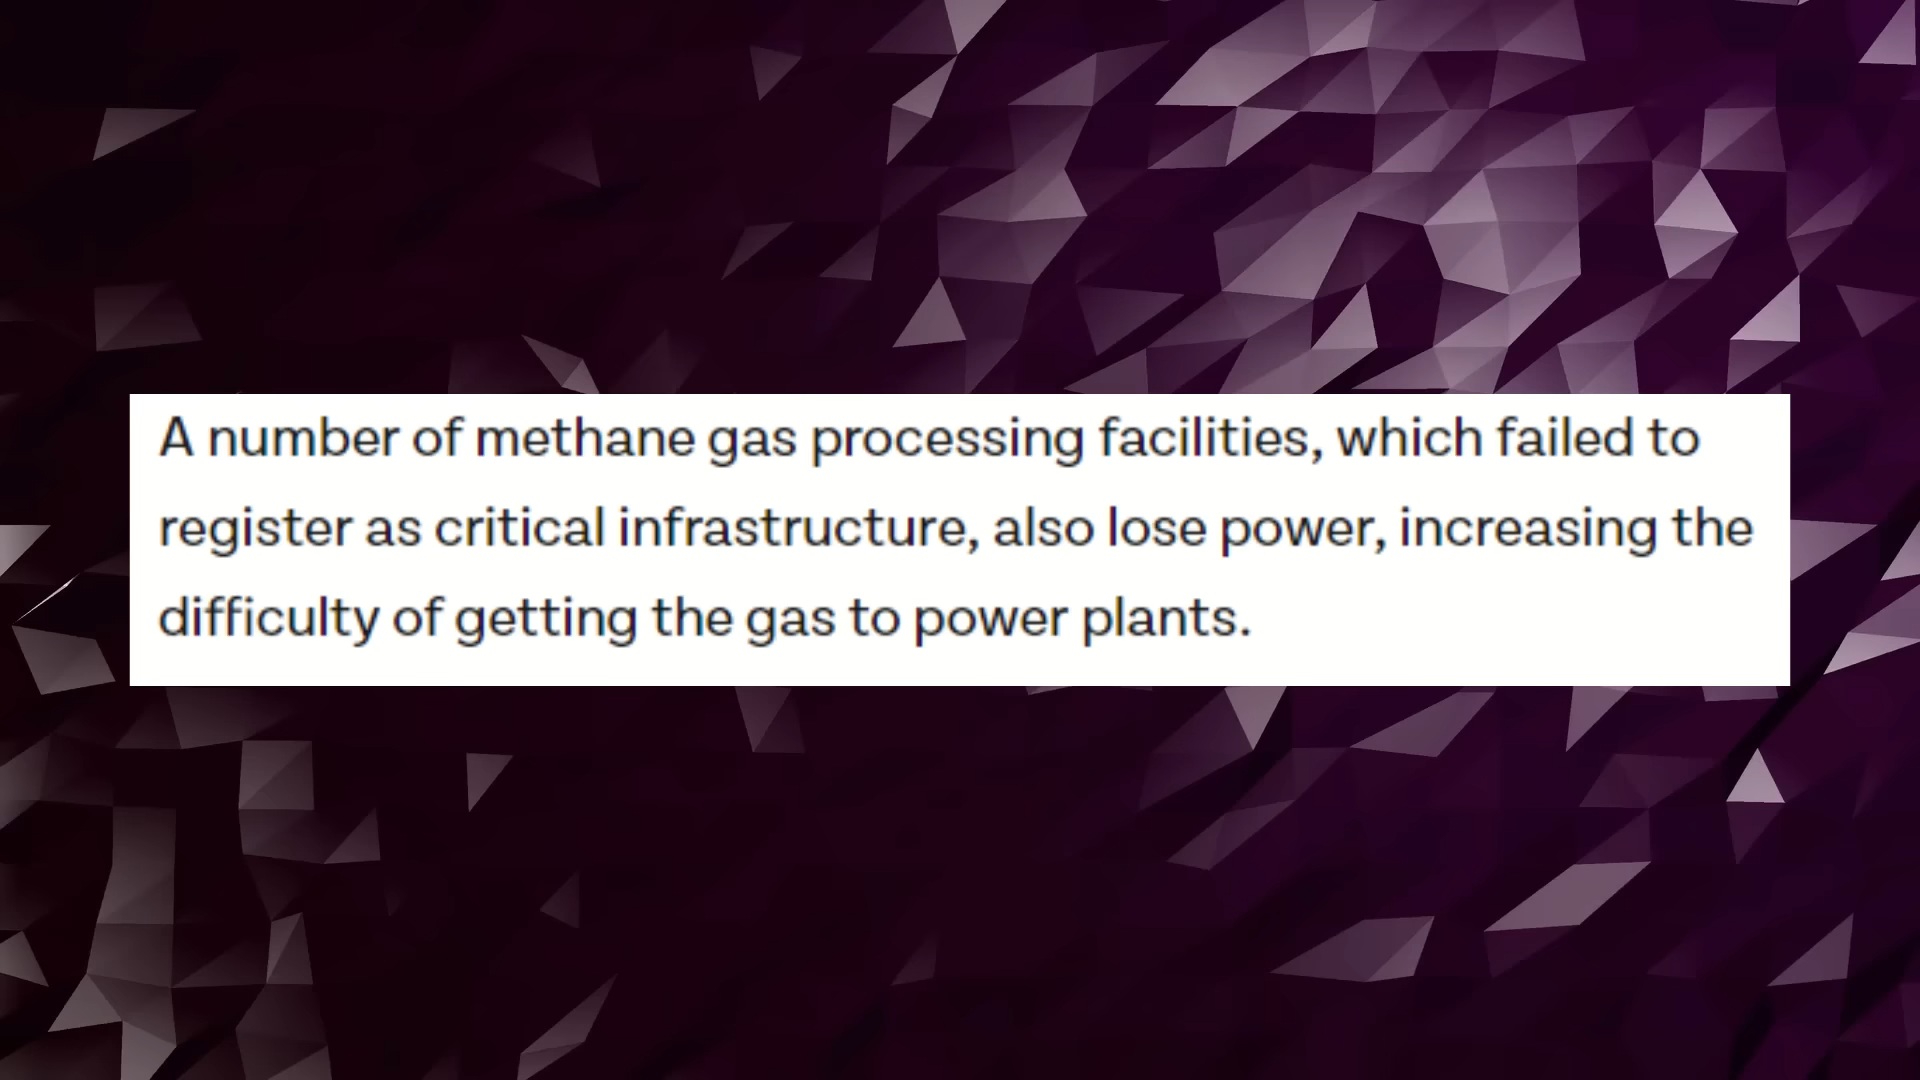 A number of methane gas processing facilities, which failed to
register as critical infrastructure, also lose power, increasing the
difficulty of getting the gas to power plants.